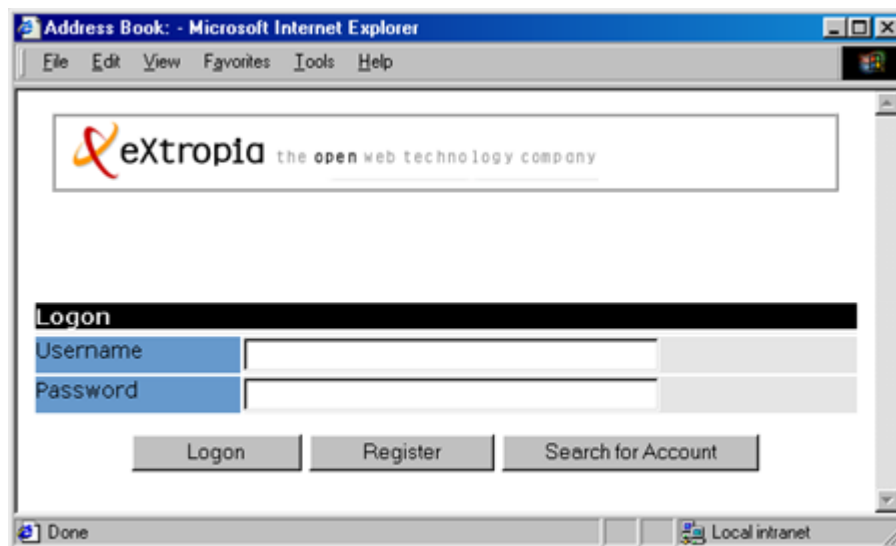 Address Book: - Microsoft Internet Explorer
File Edit View Favorites Tools Help
eXtropia the open web technology company
Logon
Username
Password
Logon Register Search for Account
Done Local intranet